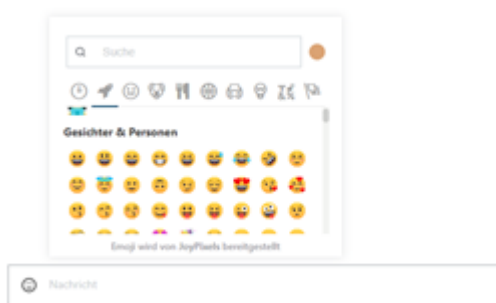 Suche
Gesichter & Personen
Emoji wird von JoyPixels bereitgestellt
Nachricht